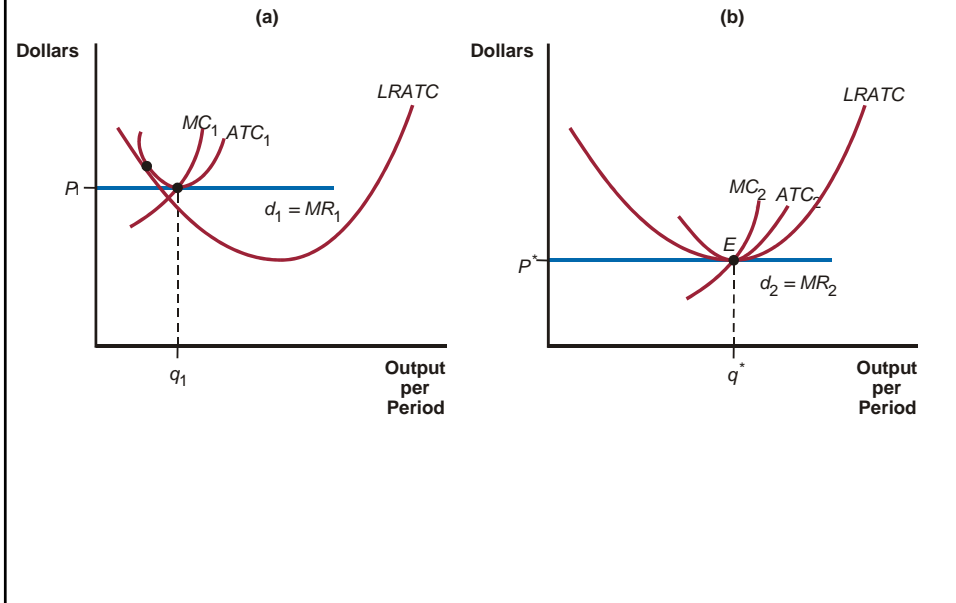 (a)
Dollars
LRATC
MC1 ATC1
P1
d1 = MR1
q1
Output
per
Period
(b)
Dollars
LRATC
MC2 ATC2
E
P*
d2 = MR2
q*
Output
per
Period